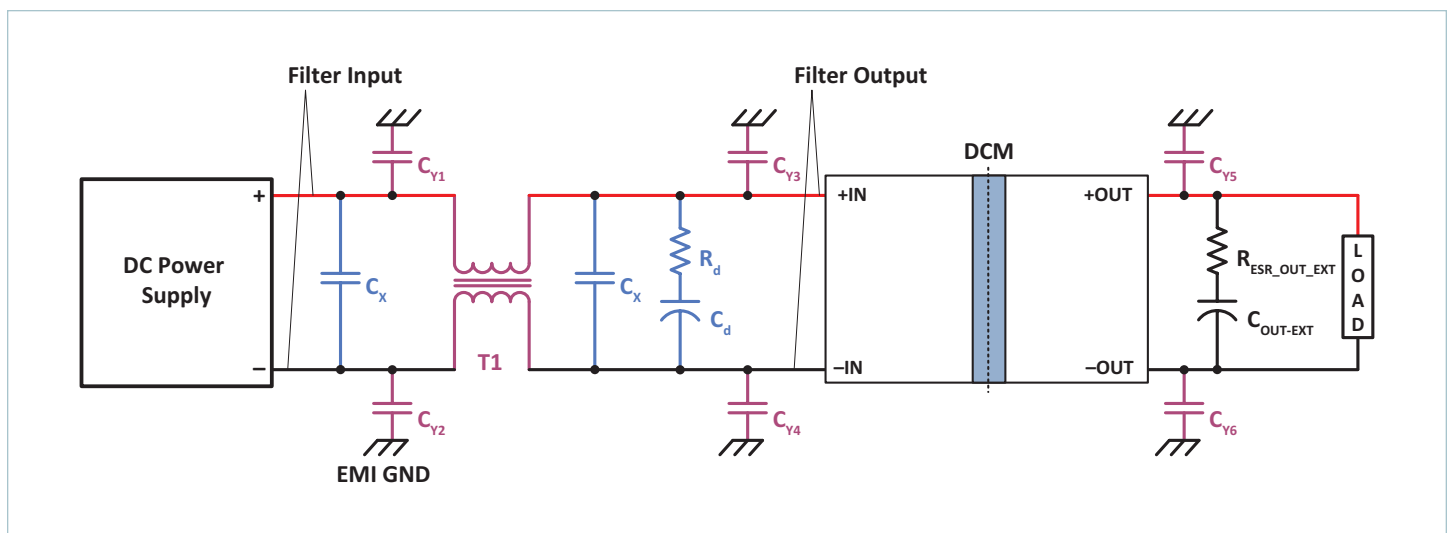 Filter Input
Filter Output
C_Y1
C_Y3
DCM
C_Y5
+
+IN
+OUT
DC Power
Supply
C_X
C_X
R_d
C_d
R_ESR_OUT_EXT
C_OUT-EXT
LOAD
T1
–
–IN
–OUT
C_Y2
C_Y4
C_Y6
EMI GND